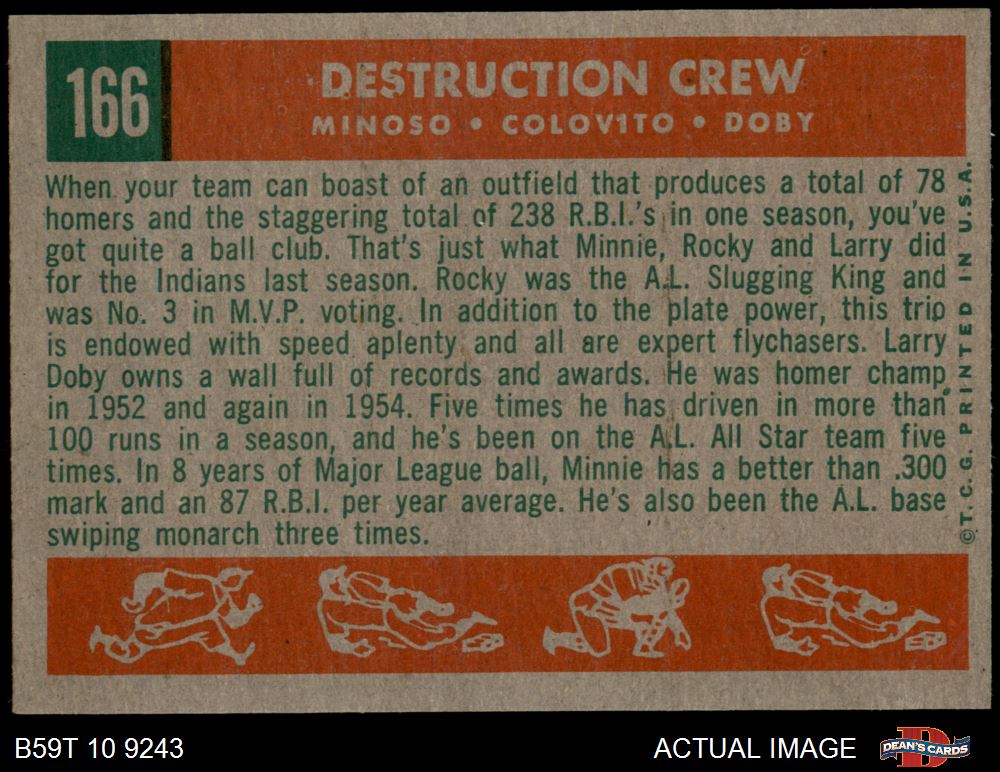 166
DESTRUCTION CREW
MINOSO • COLOV1TO • DOBY
When your team can boast of an outfield that produces a total of 78
homers and the staggering total of 238 R.B.I.'s in one season, you've
got quite a ball club. That's just what Minnie, Rocky and Larry did
for the Indians last season. Rocky was the A.L. Slugging King and
was No. 3 in M.V.P. voting. In addition to the plate power, this trio
is endowed with speed aplenty and all are expert flychasers. Larry
Doby owns a wall full of records and awards. He was homer champ
in 1952 and again in 1954. Five times he has driven in more than
100 runs in a season, and he's been on the A.L. All Star team five
times. In 8 years of Major League ball, Minnie has a better than .300
mark and an 87 R.B.I. per year average. He's also been the A.L. base
swiping monarch three times.
©T.C.G. PRINTED IN U.S.A.
B59T 10 9243
ACTUAL IMAGE
DEAN'S CARDS